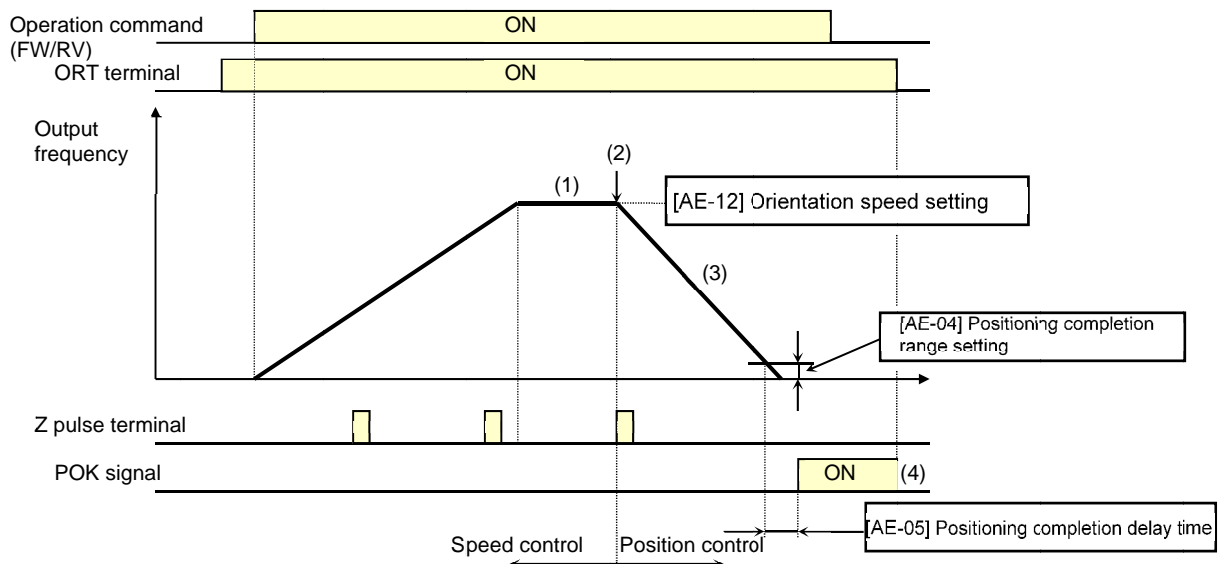 Operation command
(FW/RV)
ON
ORT terminal
ON
Output
frequency
(1)
(2)
[AE-12] Orientation speed setting
(3)
[AE-04] Positioning completion
range setting
Z pulse terminal
POK signal
ON
(4)
[AE-05] Positioning completion delay time
Speed control
Position control